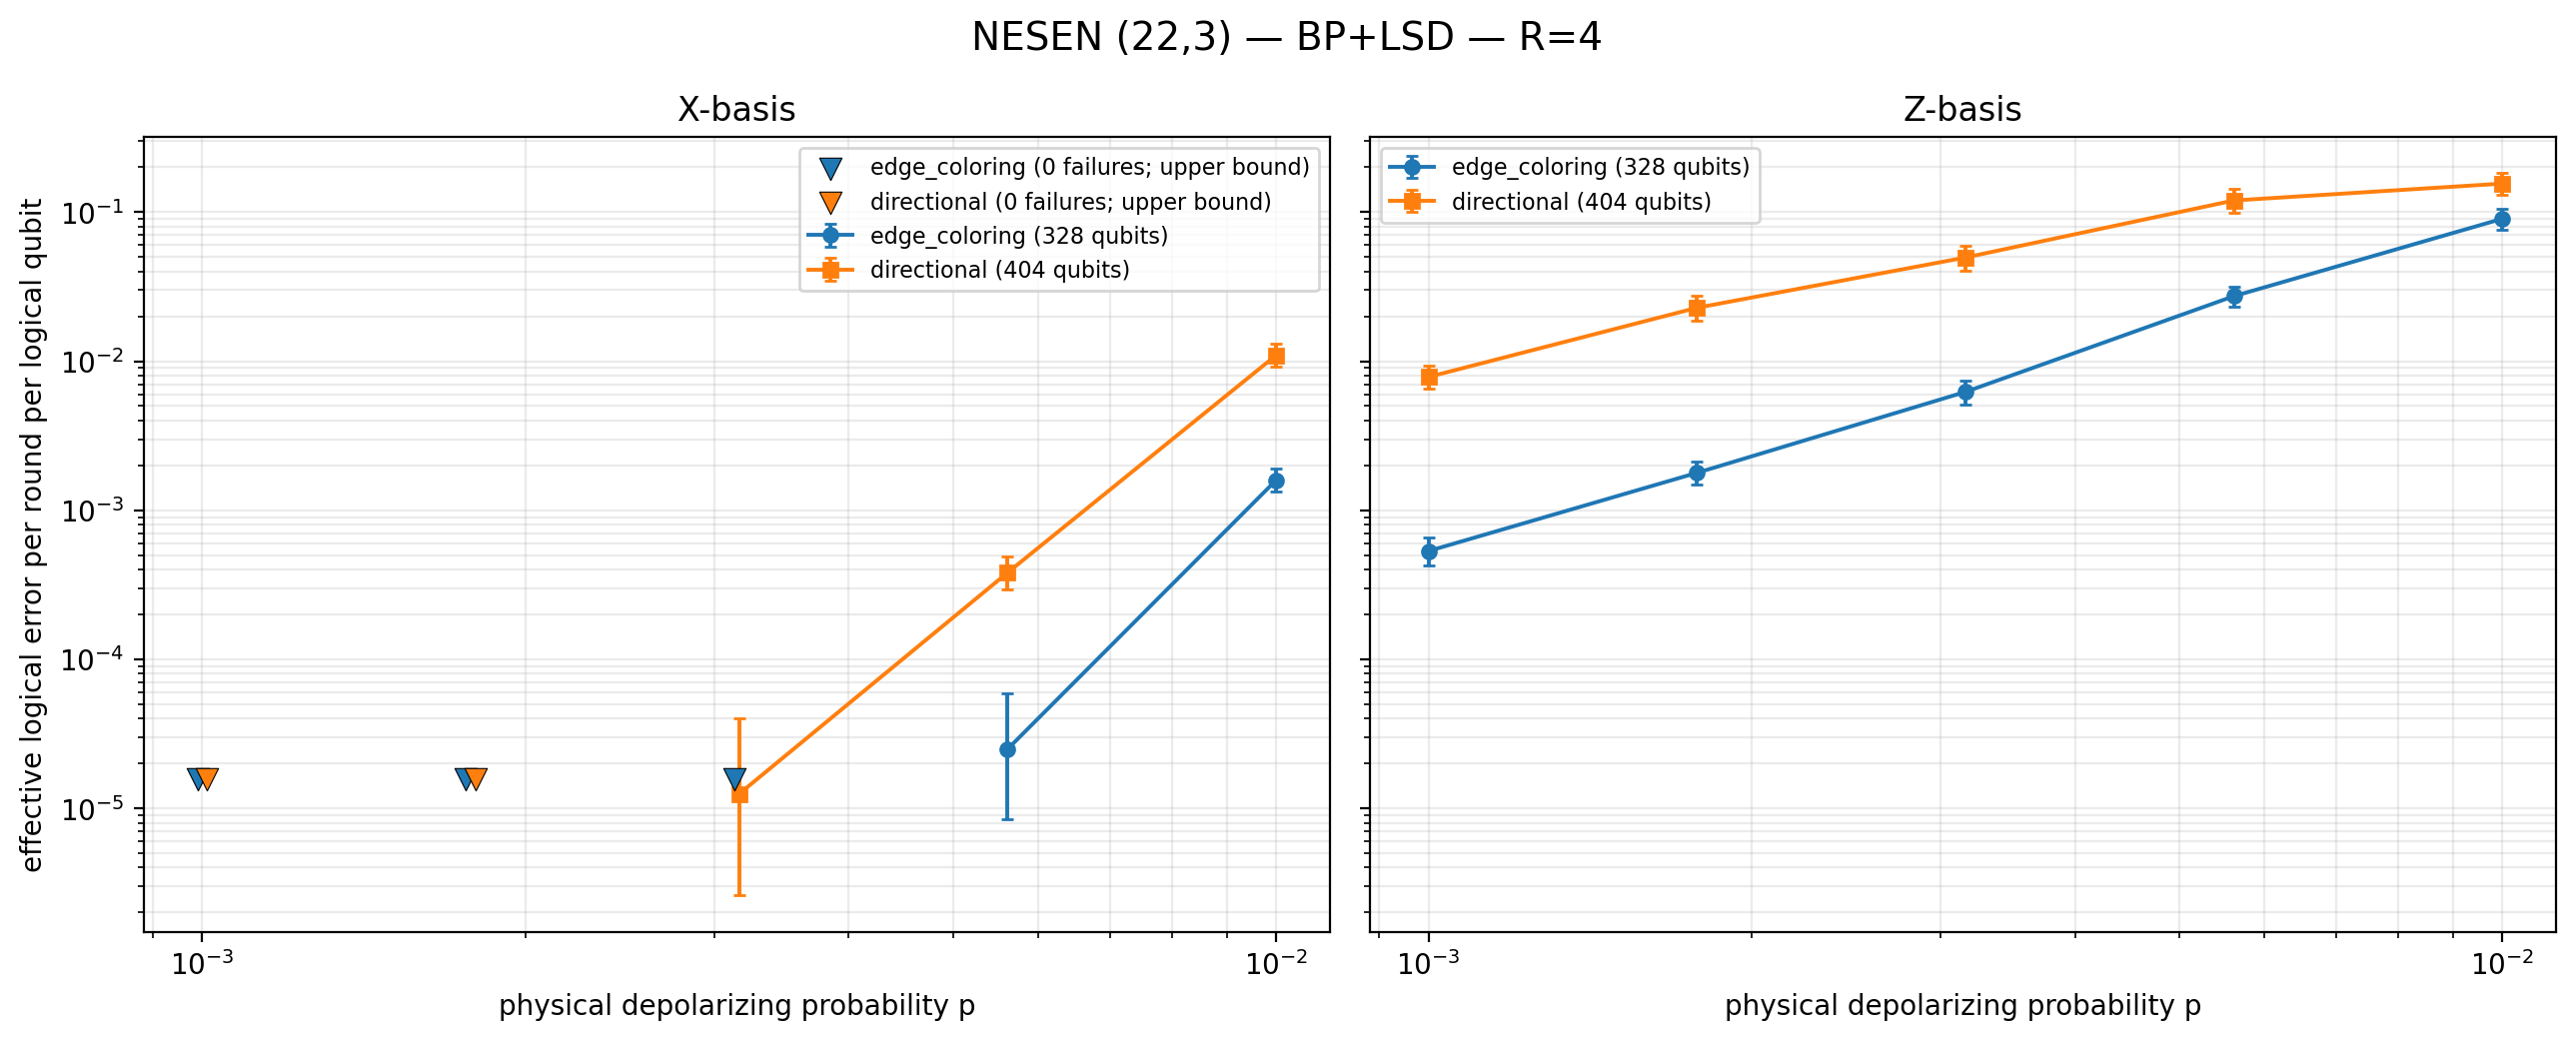 NESEN (22,3) — BP+LSD — R=4
X-basis
effective logical error per round per logical qubit
10⁻¹
10⁻²
10⁻³
10⁻⁴
10⁻⁵
edge_coloring (0 failures; upper bound)
directional (0 failures; upper bound)
edge_coloring (328 qubits)
directional (404 qubits)
10⁻³
10⁻²
physical depolarizing probability p
Z-basis
edge_coloring (328 qubits)
directional (404 qubits)
10⁻³
10⁻²
physical depolarizing probability p